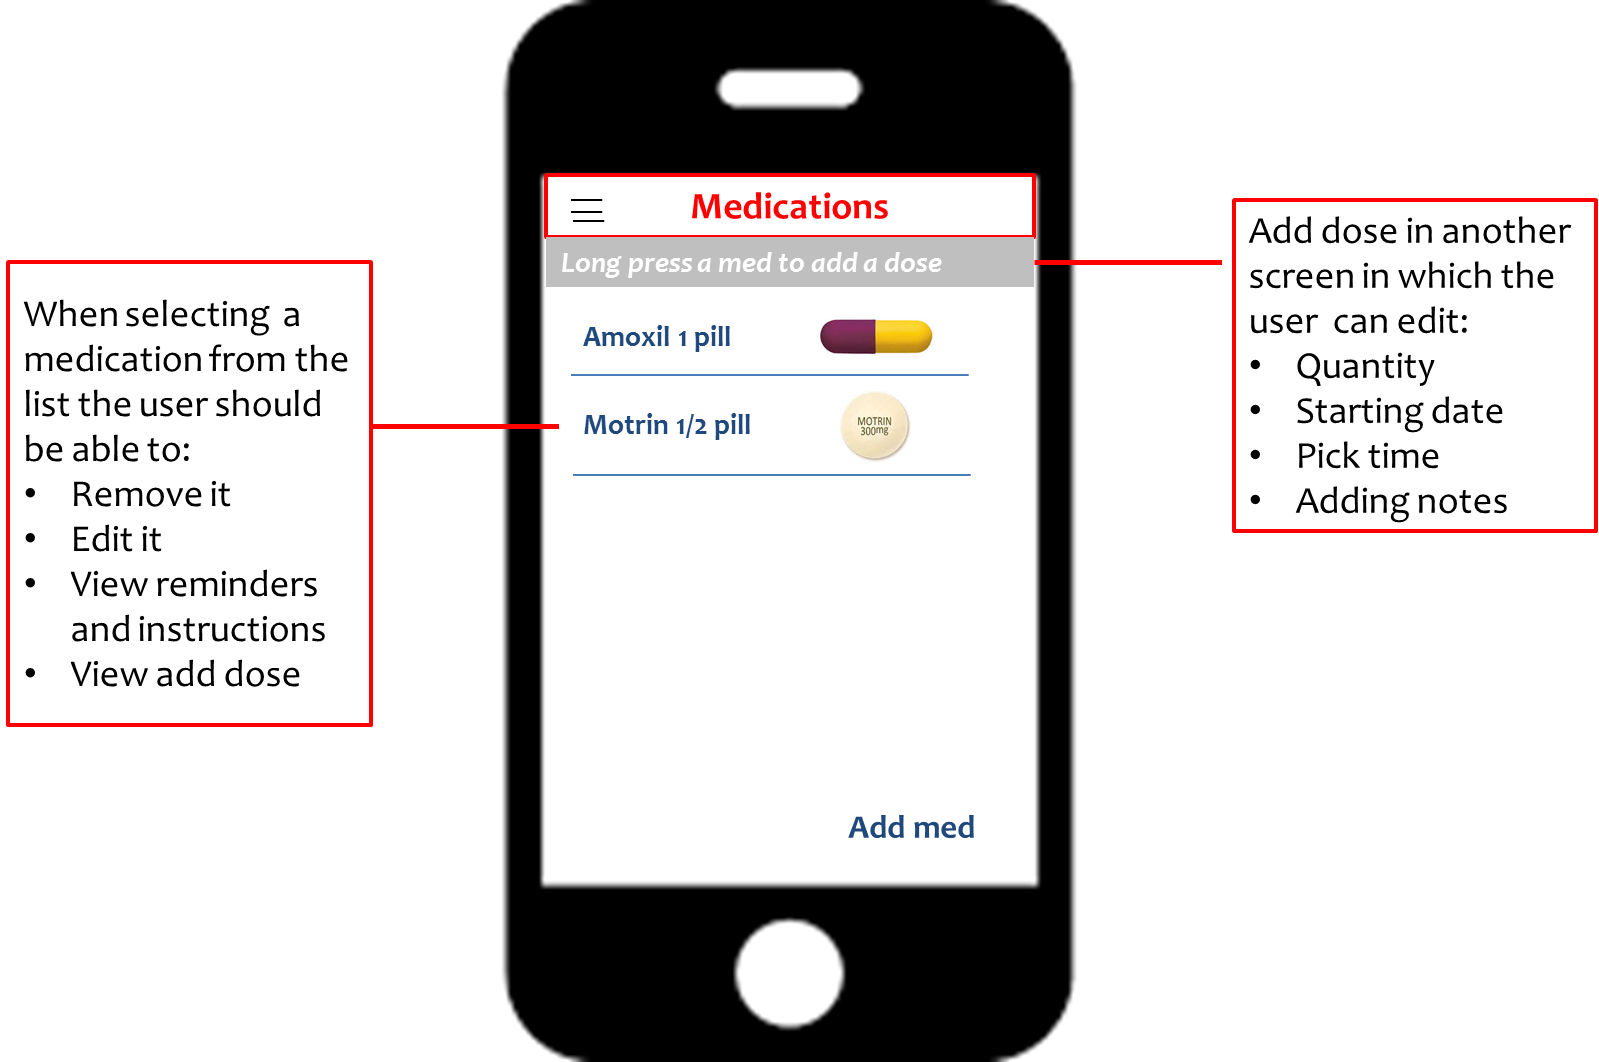 Medications
Long press a med to add a dose
Amoxil 1 pill
Motrin 1/2 pill
MOTRIN
300mg
Add med
When selecting a
medication from the
list the user should
be able to:
• Remove it
• Edit it
• View reminders
and instructions
• View add dose
Add dose in another
screen in which the
user can edit:
• Quantity
• Starting date
• Pick time
• Adding notes